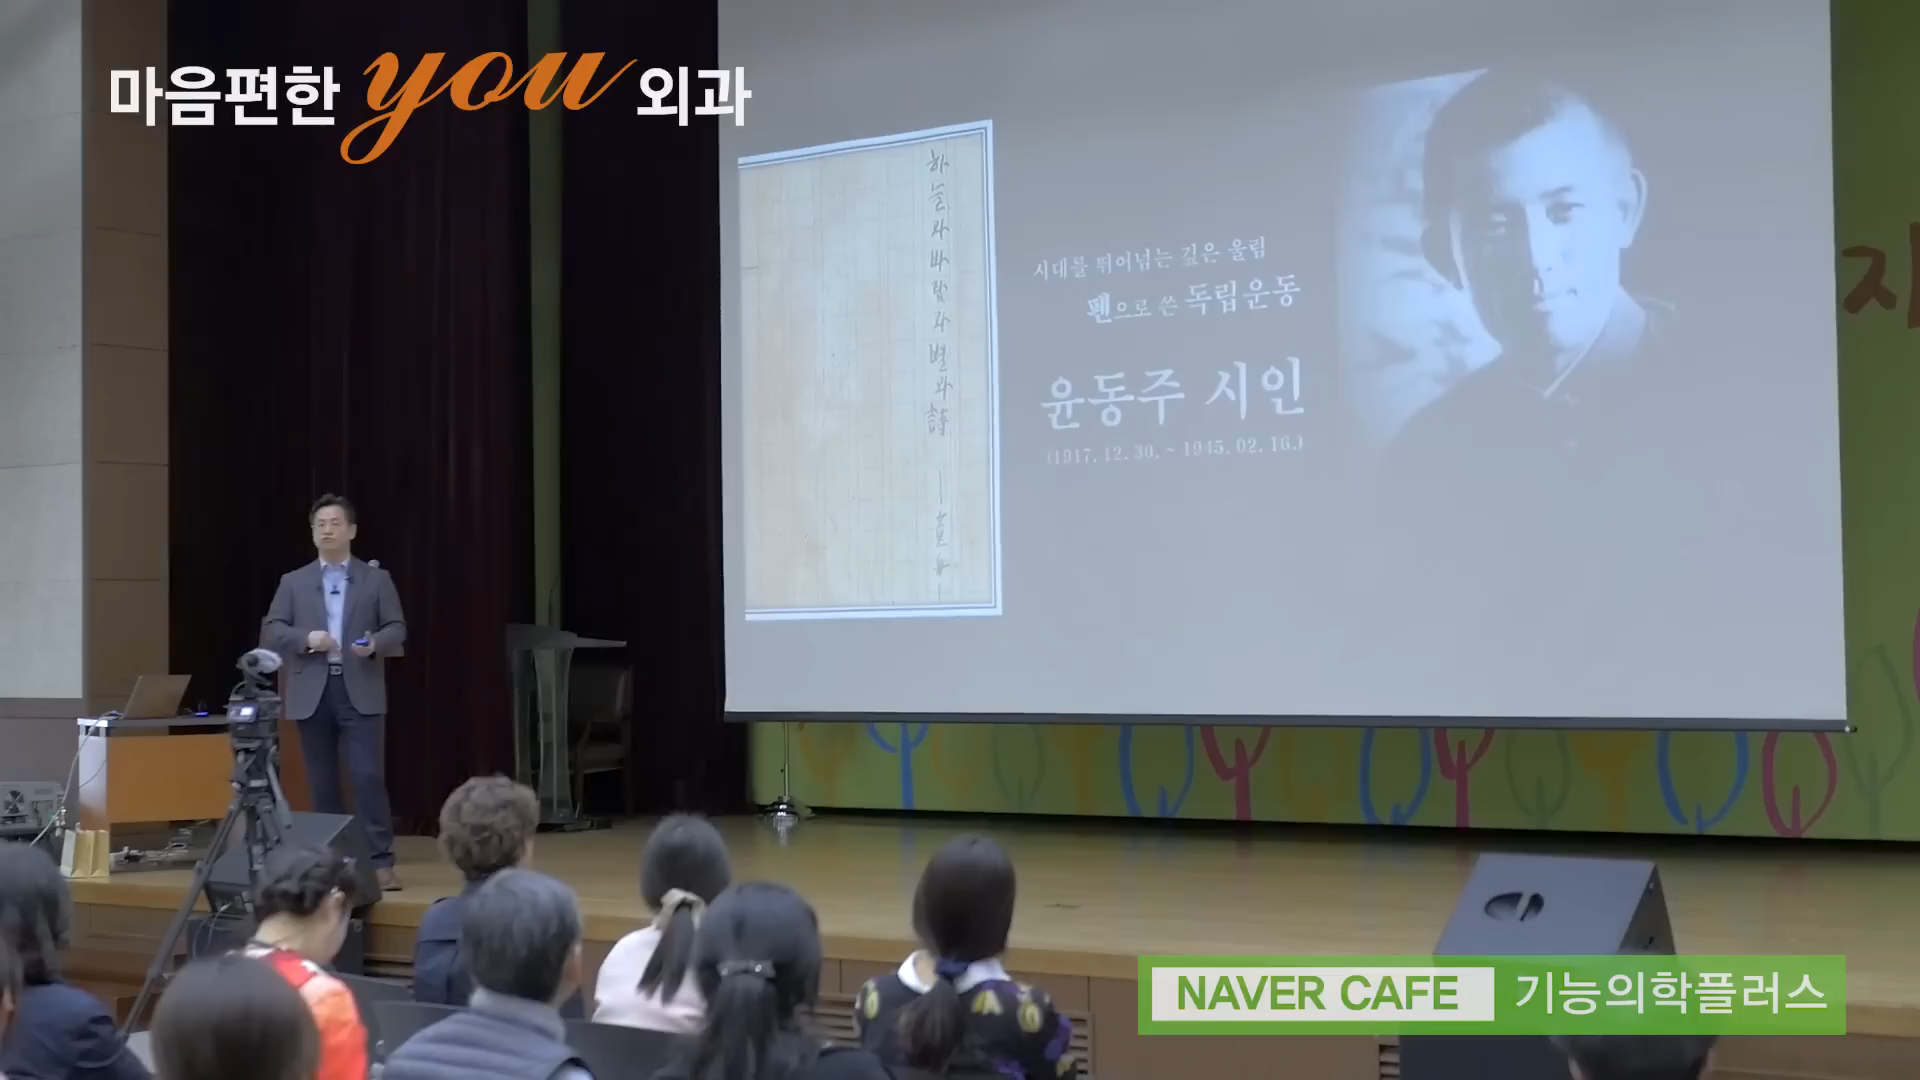 마음편한 you 외과
하늘과바람과별과詩
시대를 뛰어넘는 깊은 울림
펜으로 쓴 독립운동
윤동주 시인
(1917. 12. 30. ~ 1945. 02. 16.)
NAVER CAFE 기능의학플러스